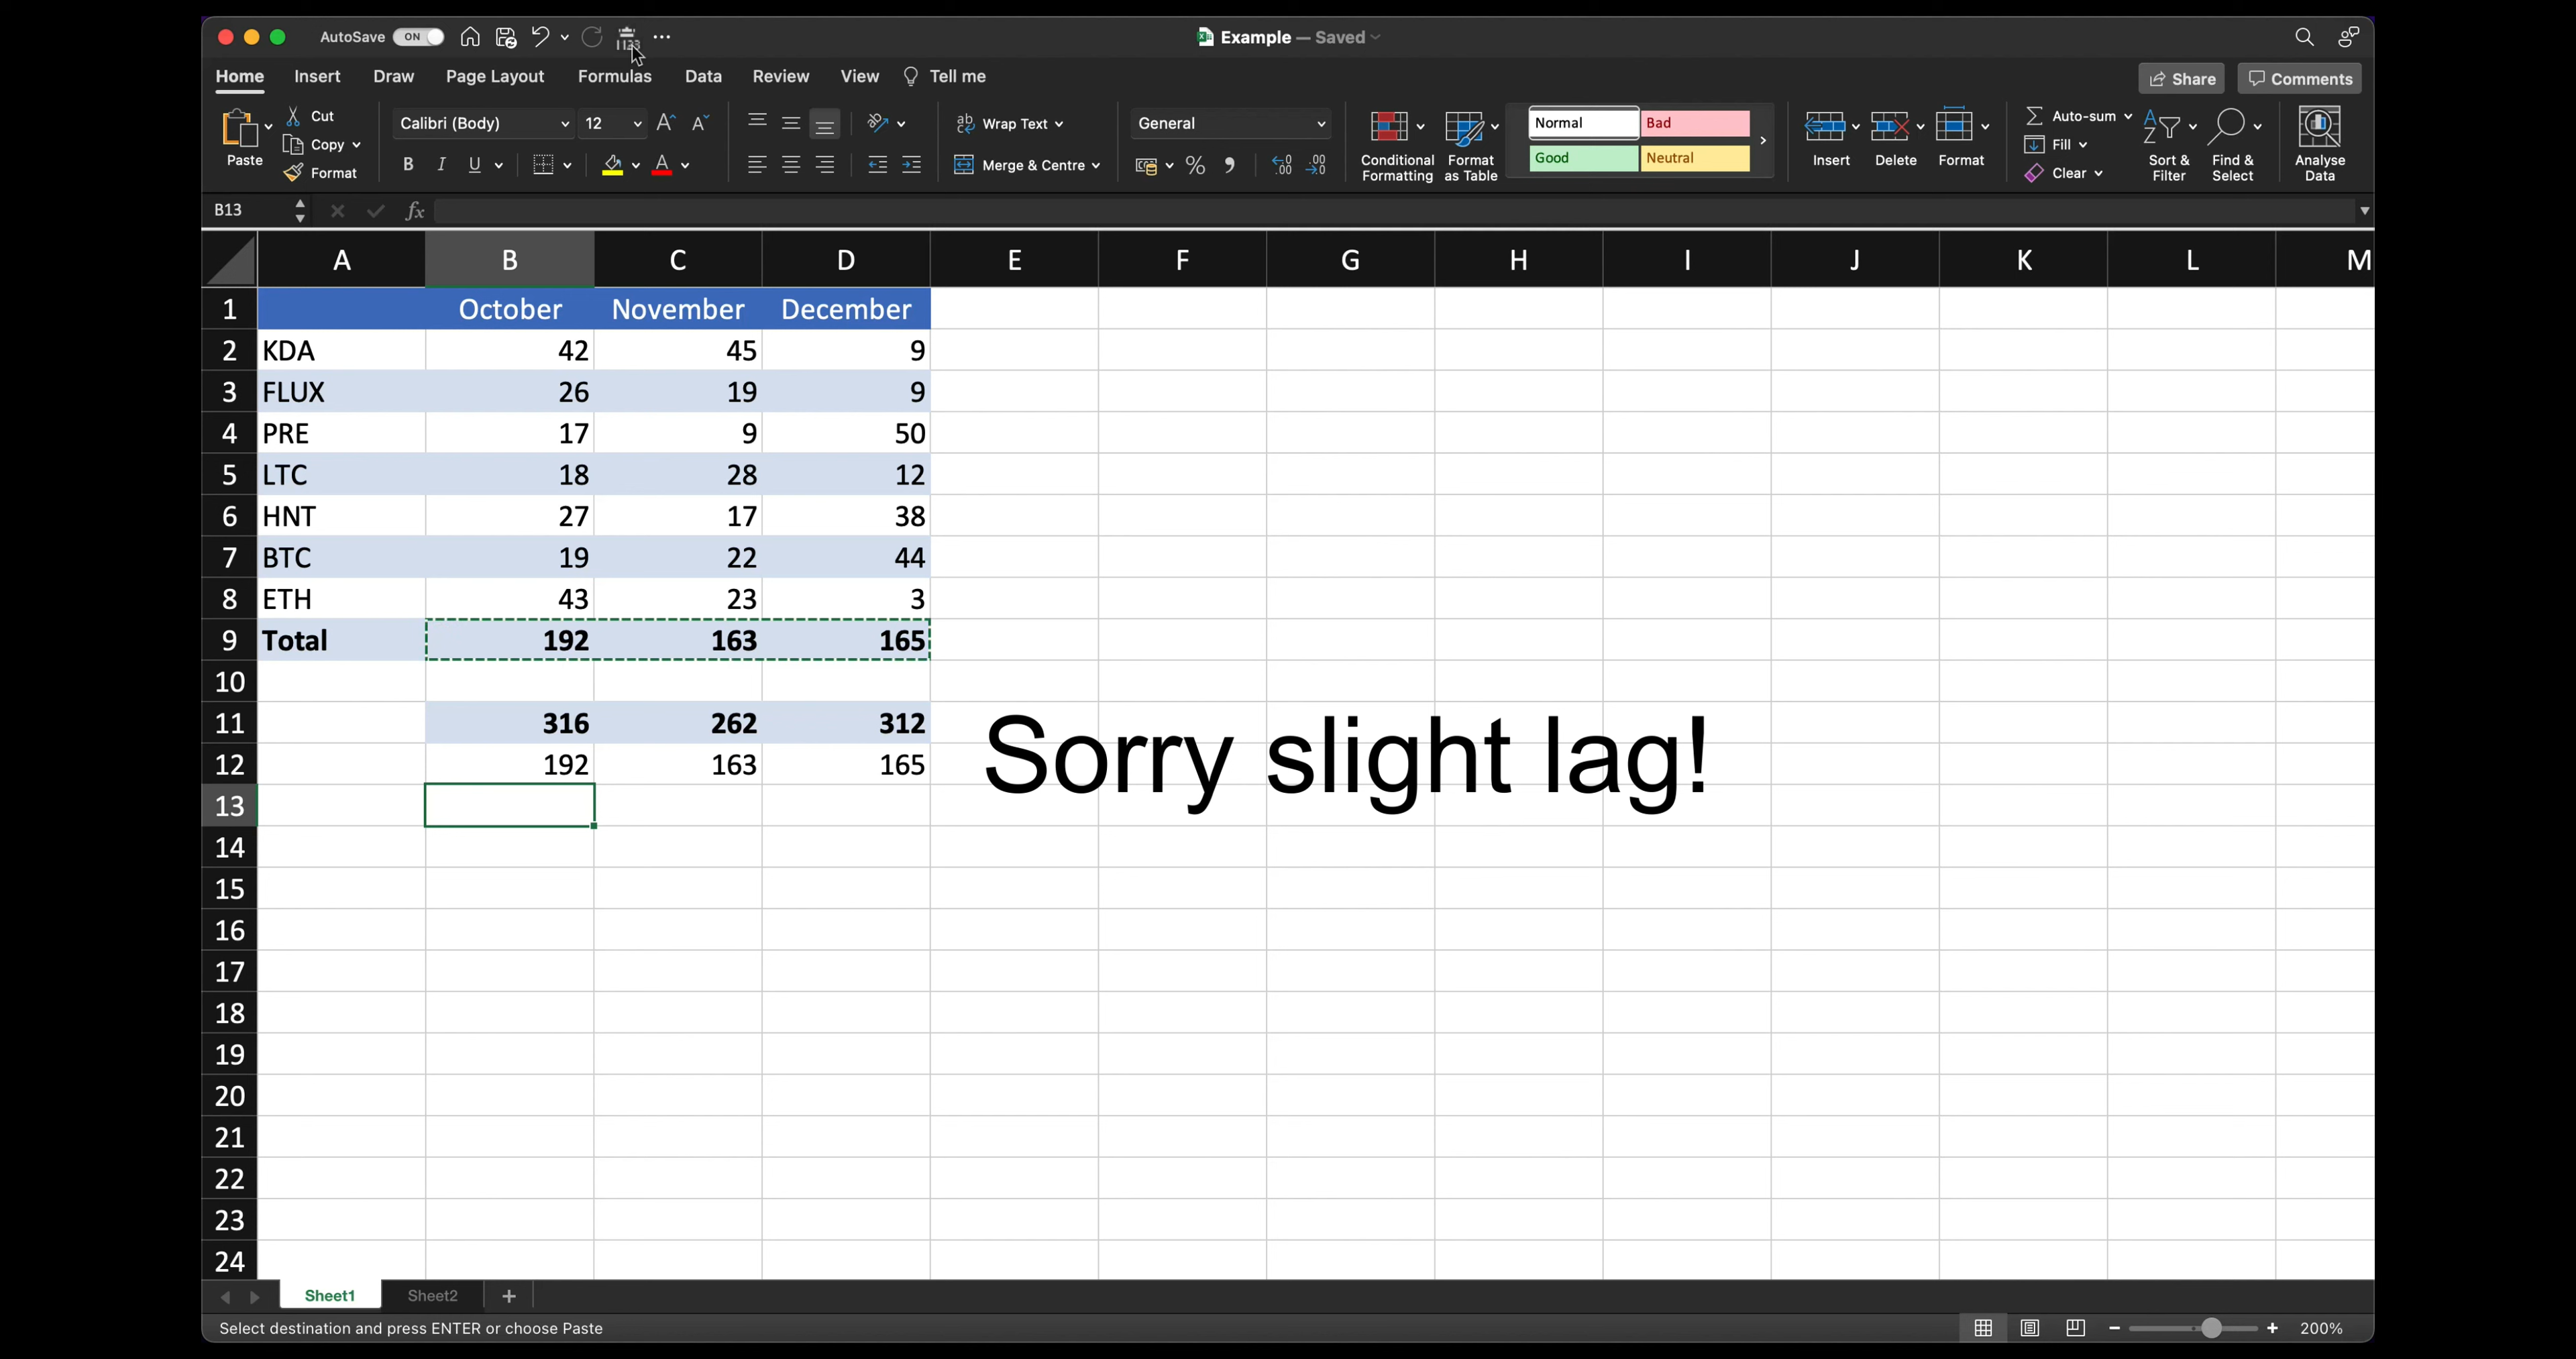 AutoSave ON
Example — Saved
Home Insert Draw Page Layout Formulas Data Review View Tell me Share Comments
Paste Cut Copy Format
Calibri (Body) 12
B I U
Wrap Text
Merge & Centre
General
Conditional Formatting
Format as Table
Normal Bad
Good Neutral
Insert Delete Format
Auto-sum
Fill
Clear
Sort & Filter
Find & Select
Analyse Data
B13 fx
A B C D E F G H I J K L M
1 October November December
2 KDA 42 45 9
3 FLUX 26 19 9
4 PRE 17 9 50
5 LTC 18 28 12
6 HNT 27 17 38
7 BTC 19 22 44
8 ETH 43 23 3
9 Total 192 163 165
10
11 316 262 312
12 192 163 165
Sorry slight lag!
13
14
15
16
17
18
19
20
21
22
23
24
Sheet1 Sheet2 +
Select destination and press ENTER or choose Paste
200%